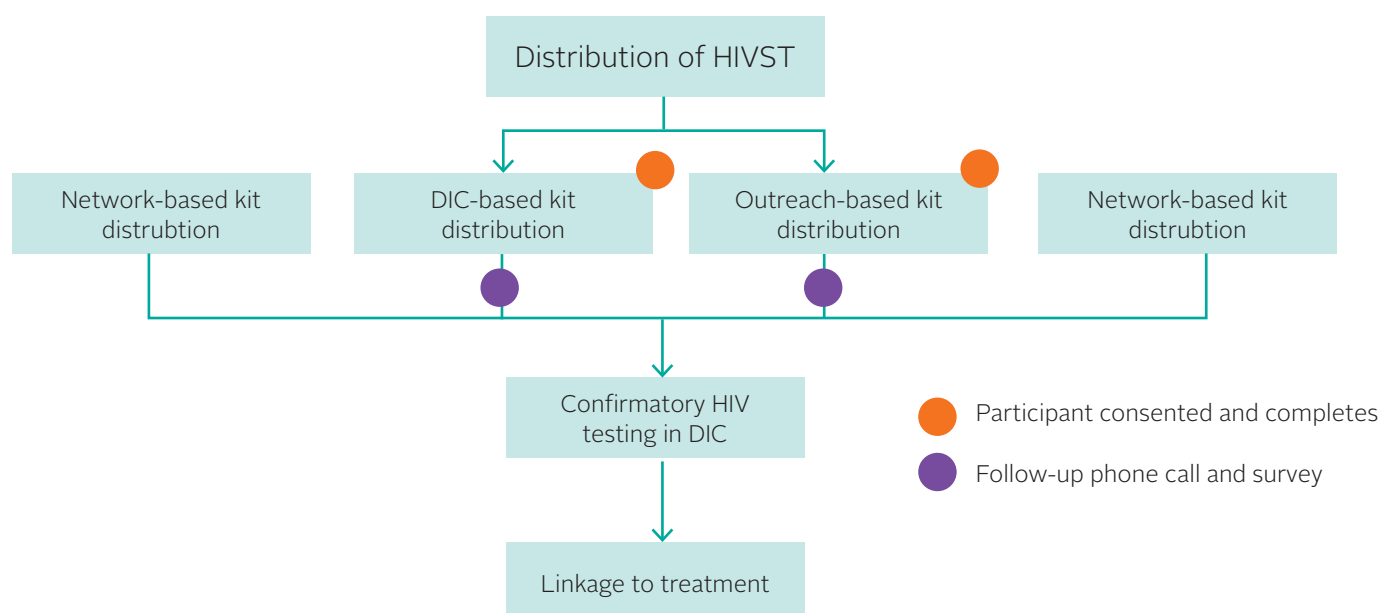 Distribution of HIVST
Network-based kit
distrubtion
DIC-based kit
distribution
Outreach-based kit
distribution
Network-based kit
distrubtion
Confirmatory HIV
testing in DIC
Participant consented and completes
Follow-up phone call and survey
Linkage to treatment